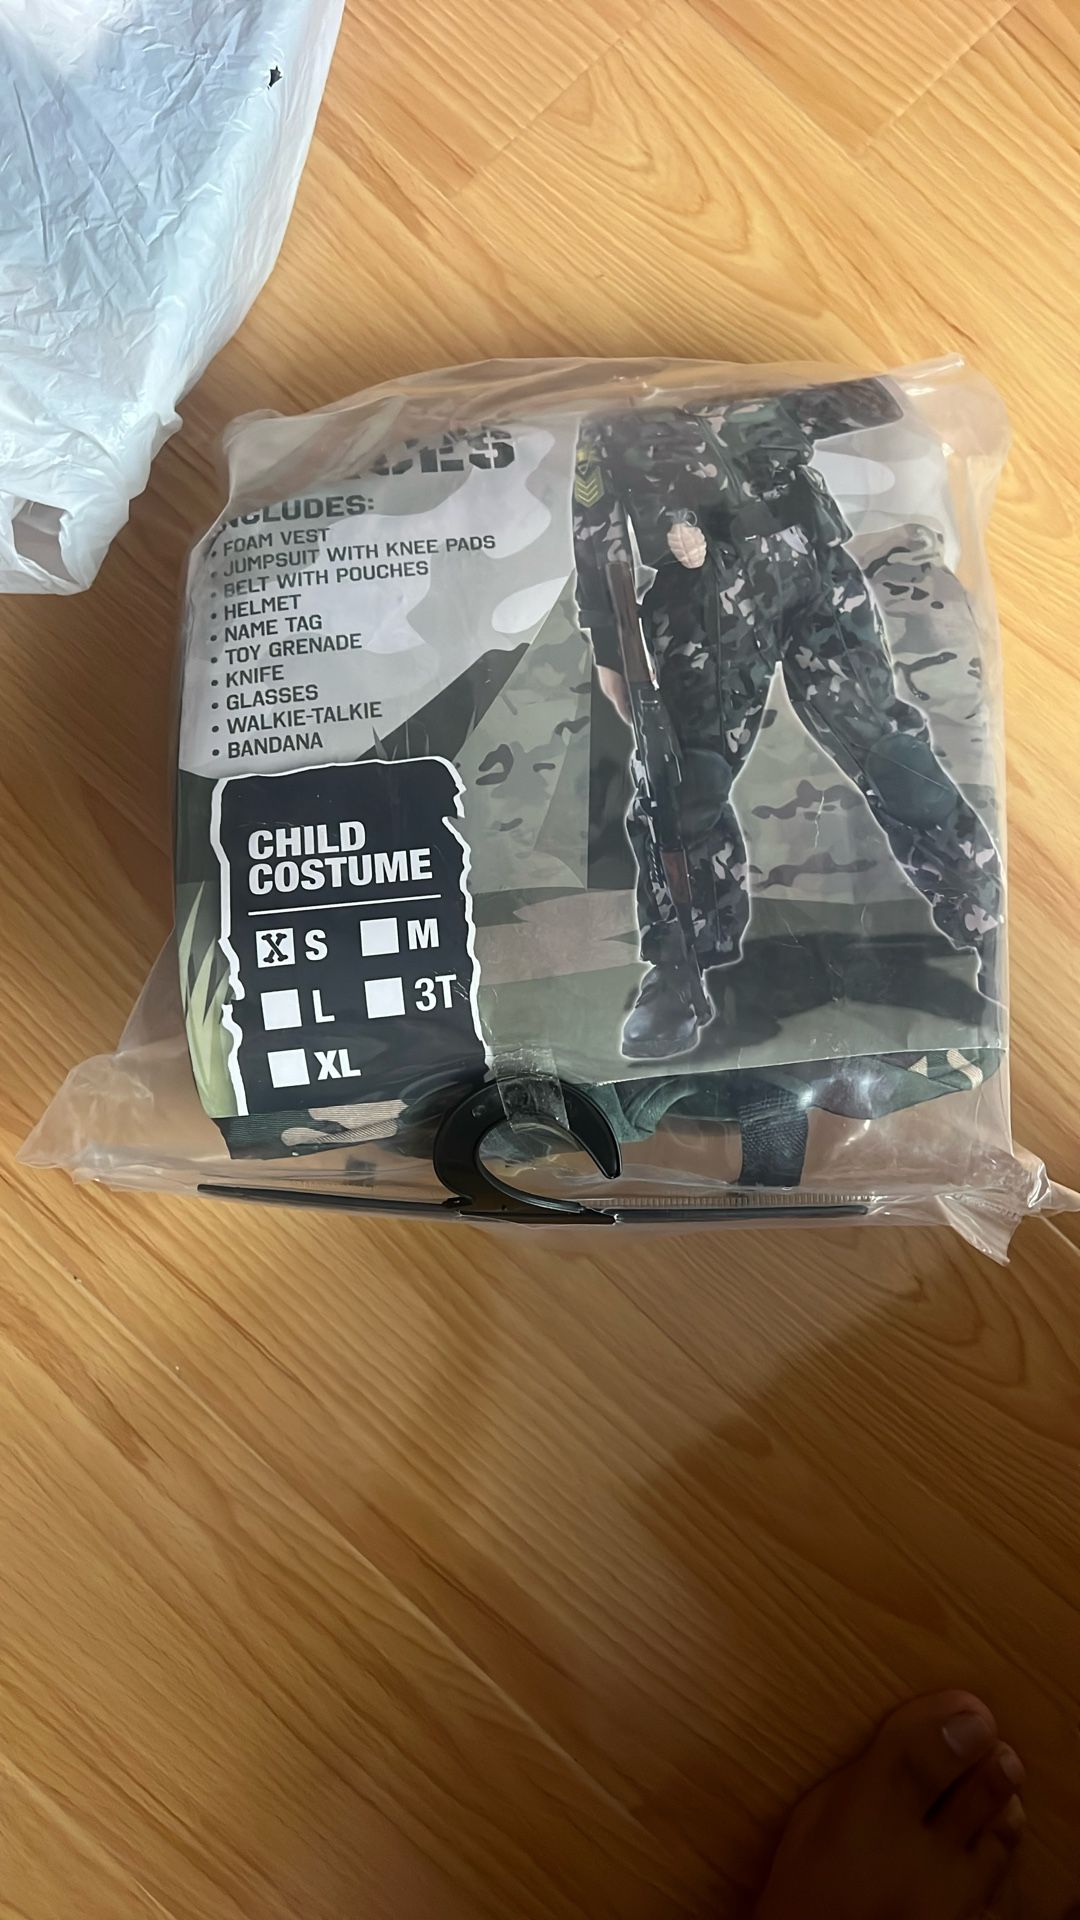 INCLUDES:
• FOAM VEST
• JUMPSUIT WITH KNEE PADS
• BELT WITH POUCHES
• HELMET
• NAME TAG
• TOY GRENADE
• KNIFE
• GLASSES
• WALKIE-TALKIE
• BANDANA
CHILD
COSTUME
X S M
L 3T
XL